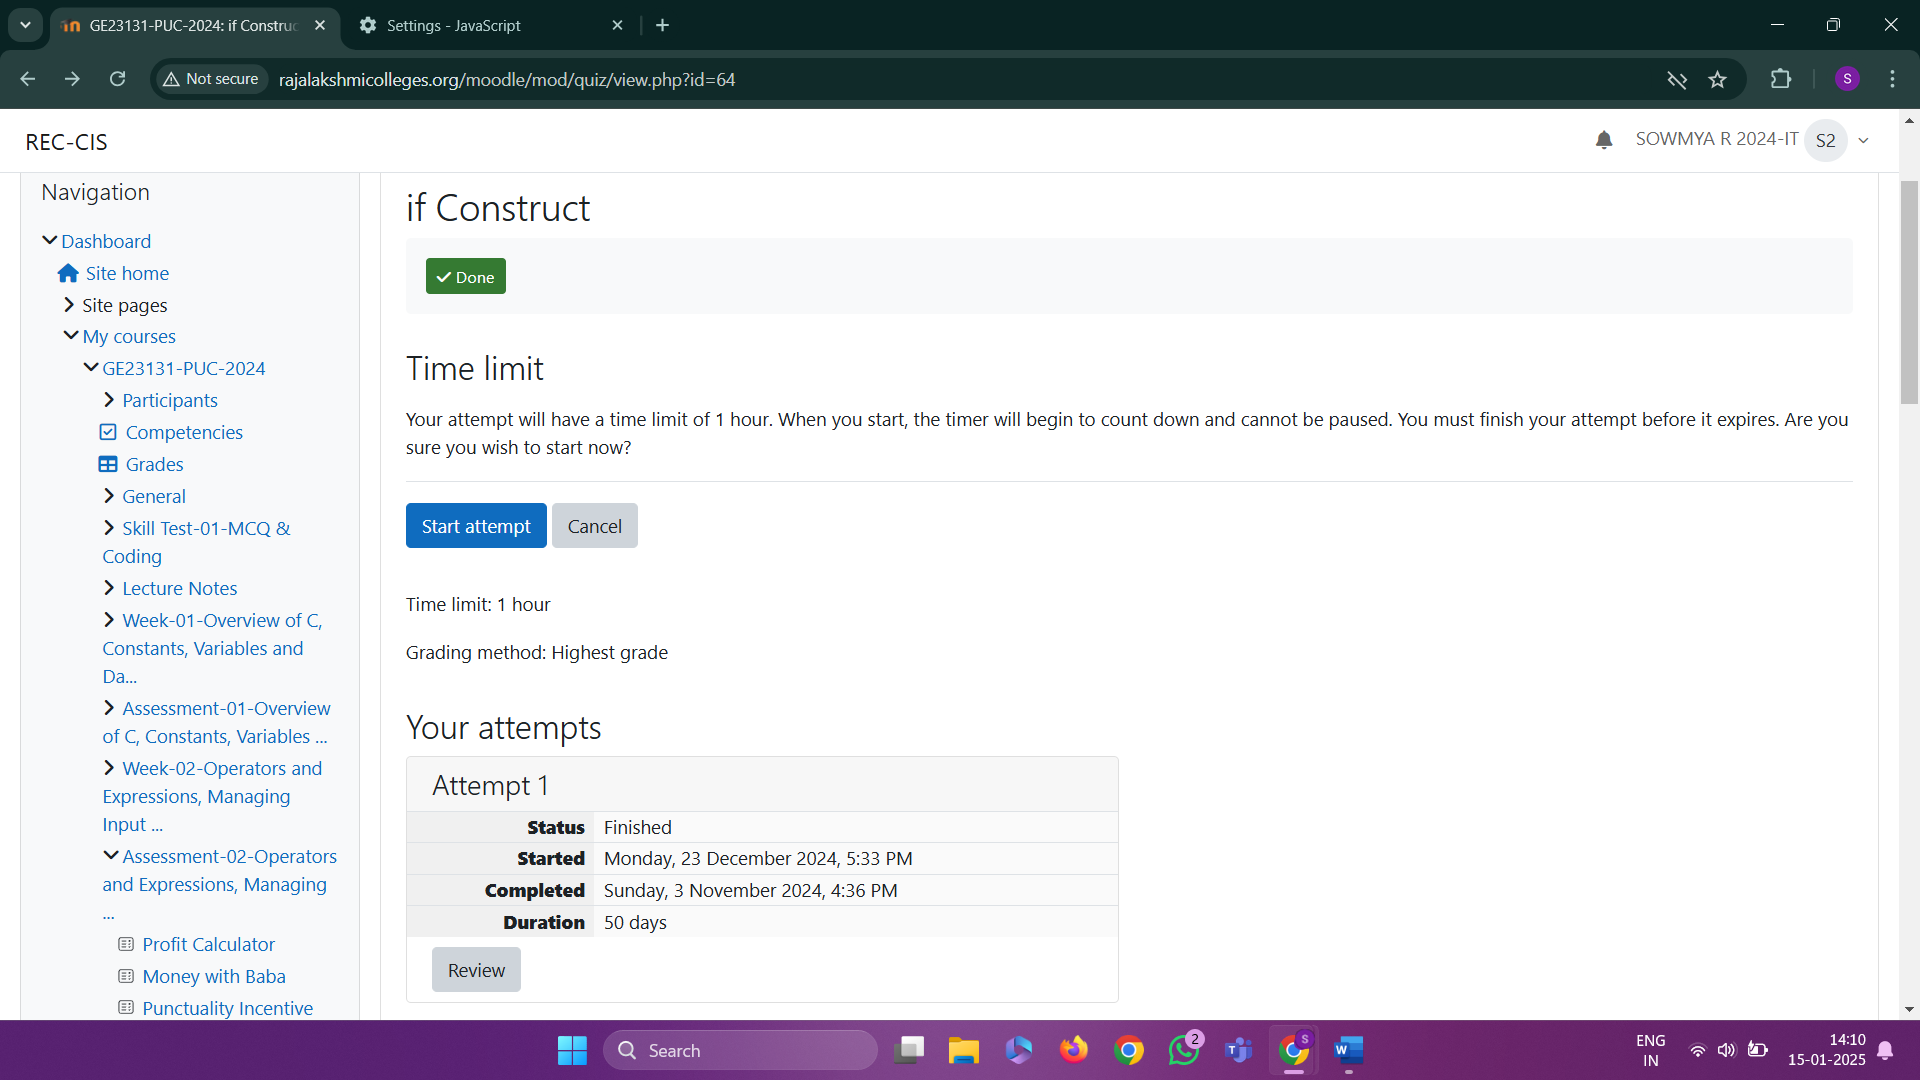 GE23131-PUC-2024: if Construc
Settings - JavaScript
Not secure
rajalakshmicolleges.org/moodle/mod/quiz/view.php?id=64
S
REC-CIS
SOWMYA R 2024-IT
S2
Navigation
Dashboard
Site home
Site pages
My courses
GE23131-PUC-2024
Participants
Competencies
Grades
General
Skill Test-01-MCQ &
Coding
Lecture Notes
Week-01-Overview of C,
Constants, Variables and
Da...
Assessment-01-Overview
of C, Constants, Variables ...
Week-02-Operators and
Expressions, Managing
Input ...
Assessment-02-Operators
and Expressions, Managing
...
Profit Calculator
Money with Baba
Punctuality Incentive
if Construct
Done
Time limit
Your attempt will have a time limit of 1 hour. When you start, the timer will begin to count down and cannot be paused. You must finish your attempt before it expires. Are you
sure you wish to start now?
Start attempt
Cancel
Time limit: 1 hour
Grading method: Highest grade
Your attempts
Attempt 1
Status Finished
Started Monday, 23 December 2024, 5:33 PM
Completed Sunday, 3 November 2024, 4:36 PM
Duration 50 days
Review
Search
2
T
S
W
ENG
IN
14:10
15-01-2025